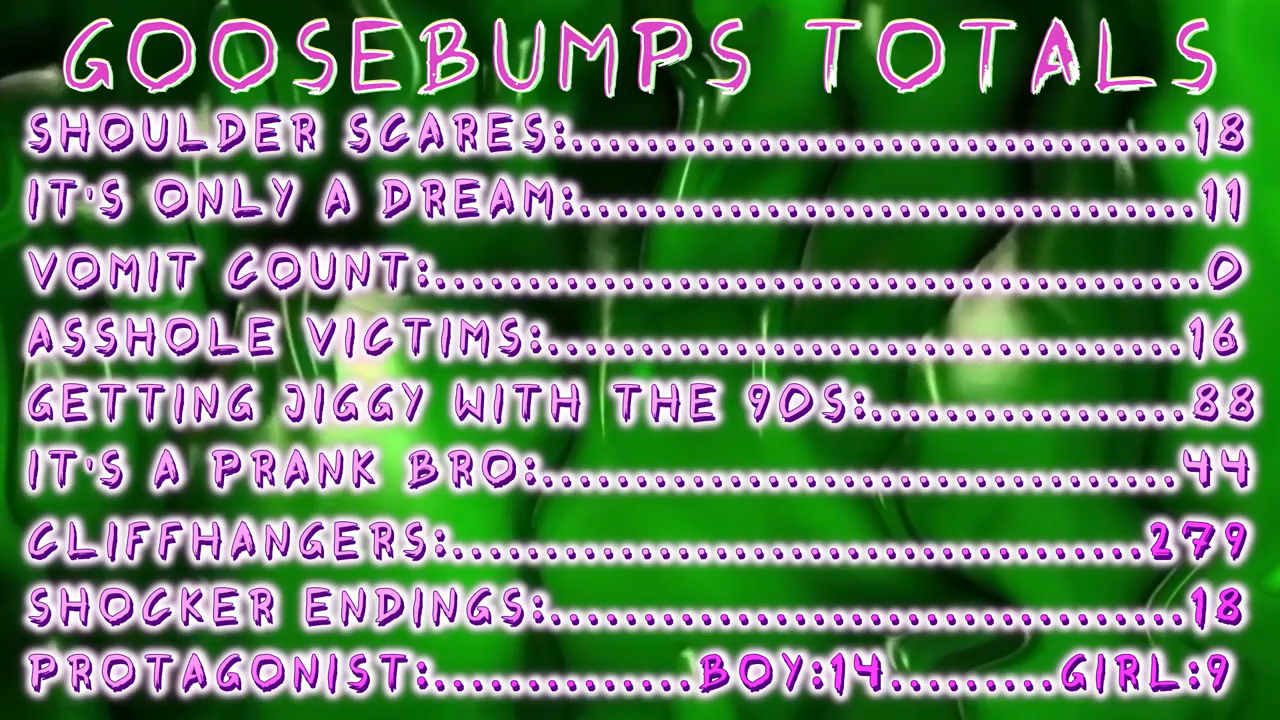 GOOSEBUMPS TOTALS
SHOULDER SCARES:.................................18
IT'S ONLY A DREAM:.................................11
VOMIT COUNT:.........................................0
ASSHOLE VICTIMS:..................................16
GETTING JIGGY WITH THE 90S:.................88
IT'S A PRANK BRO:..................................44
CLIFFHANGERS:.....................................279
SHOCKER ENDINGS:..................................18
PROTAGONIST:..............BOY:14.........GIRL:9